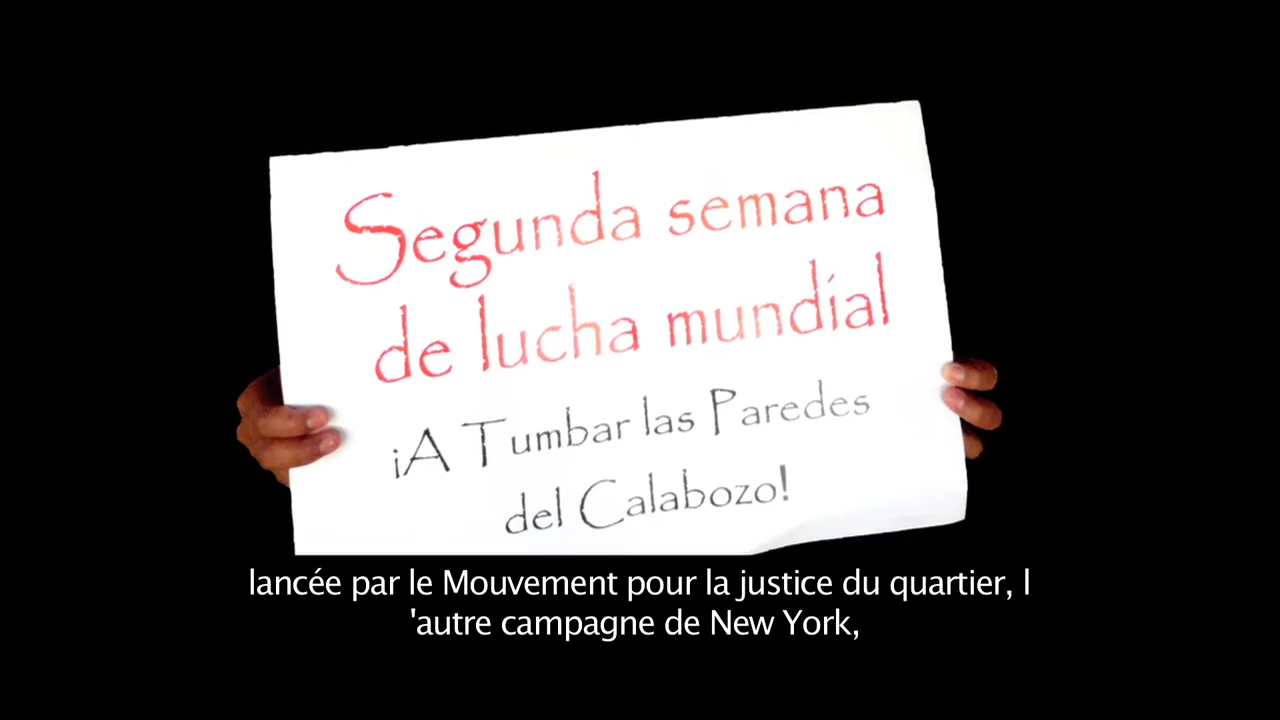 Segunda semana
de lucha mundial
¡A Tumbar las Paredes
del Calabozo!
lancée par le Mouvement pour la justice du quartier, l
'autre campagne de New York,